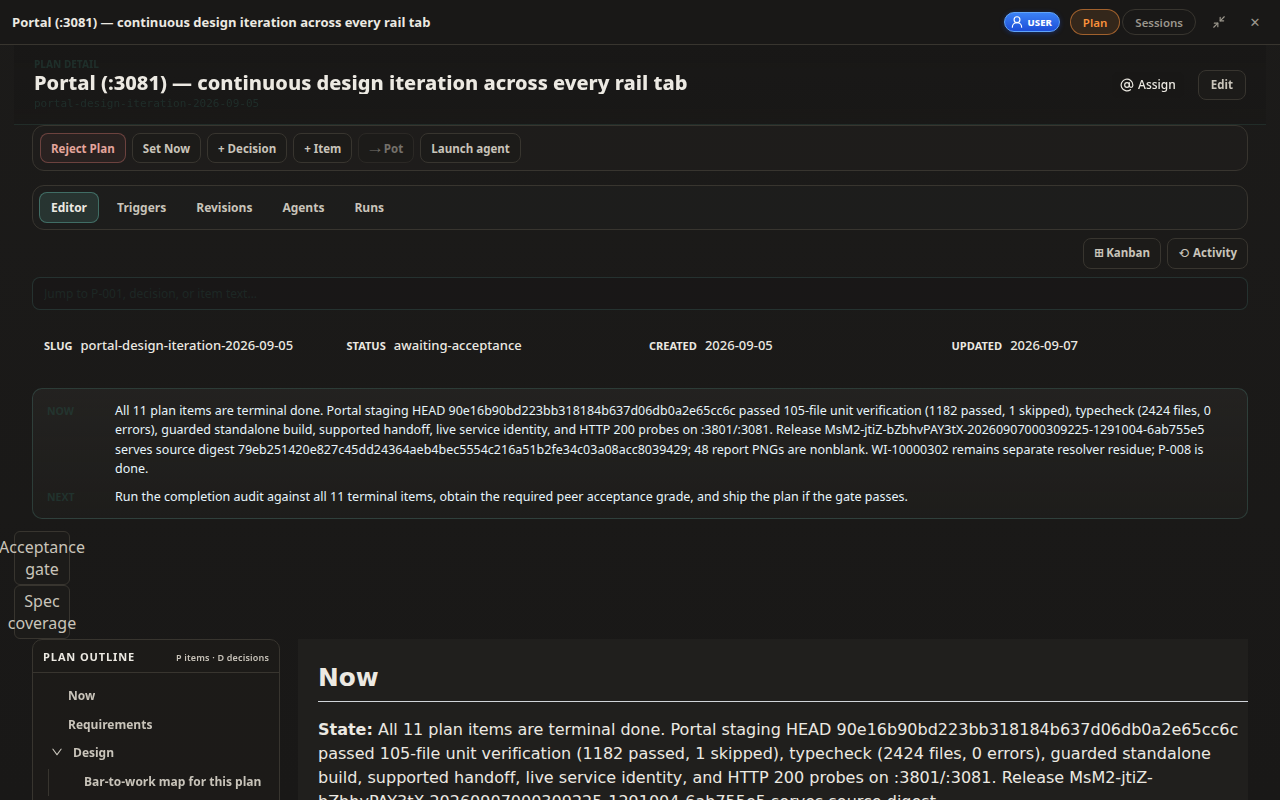 Portal (:3081) — continuous design iteration across every rail tab
USER
Plan
Sessions
PLAN DETAIL
Portal (:3081) — continuous design iteration across every rail tab
portal-design-iteration-2026-09-05
@ Assign
Edit
Reject Plan
Set Now
+ Decision
+ Item
→ Pot
Launch agent
Editor
Triggers
Revisions
Agents
Runs
⊞ Kanban
⟲ Activity
Jump to P-001, decision, or item text...
SLUG portal-design-iteration-2026-09-05
STATUS awaiting-acceptance
CREATED 2026-09-05
UPDATED 2026-09-07
NOW
All 11 plan items are terminal done. Portal staging HEAD 90e16b90bd223bb318184b637d06db0a2e65cc6c passed 105-file unit verification (1182 passed, 1 skipped), typecheck (2424 files, 0
errors), guarded standalone build, supported handoff, live service identity, and HTTP 200 probes on :3801/:3081. Release MsM2-jtiZ-bZbhvPAY3tX-20260907000309225-1291004-6ab755e5
serves source digest 79eb251420e827c45dd24364aeb4bec5554c216a51b2fe34c03a08acc8039429; 48 report PNGs are nonblank. WI-10000302 remains separate resolver residue; P-008 is
done.
NEXT
Run the completion audit against all 11 terminal items, obtain the required peer acceptance grade, and ship the plan if the gate passes.
Acceptance
gate
Spec
coverage
PLAN OUTLINE
P items · D decisions
Now
Requirements
Design
Bar-to-work map for this plan
Now
State: All 11 plan items are terminal done. Portal staging HEAD 90e16b90bd223bb318184b637d06db0a2e65cc6c
passed 105-file unit verification (1182 passed, 1 skipped), typecheck (2424 files, 0 errors), guarded standalone
build, supported handoff, live service identity, and HTTP 200 probes on :3801/:3081. Release MsM2-jtiZ-
bZbhvPAY3tX-20260907000309225-1291004-6ab755e5 serves source digest